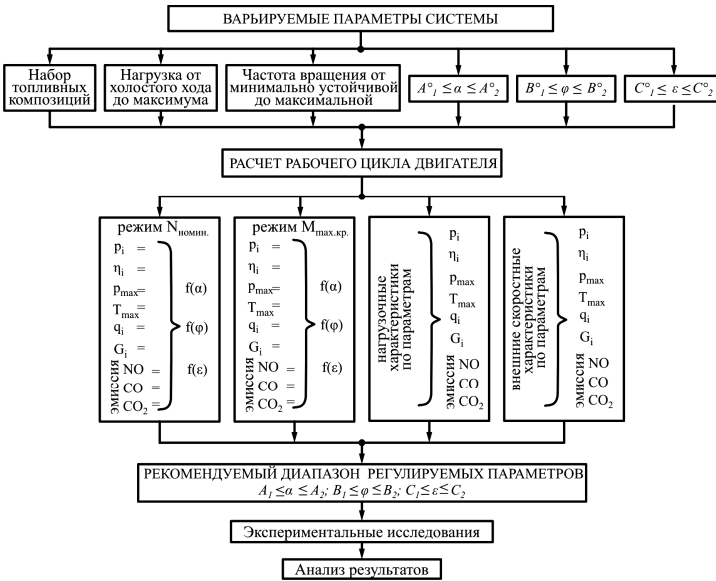 ВАРЬИРУЕМЫЕ ПАРАМЕТРЫ СИСТЕМЫ
Набор
топливных
композиций
Нагрузка от
холостого хода
до максимума
Частота вращения от
минимально устойчивой
до максимальной
A°₁ ≤ α ≤ A°₂
B°₁ ≤ φ ≤ B°₂
C°₁ ≤ ε ≤ C°₂
РАСЧЕТ РАБОЧЕГО ЦИКЛА ДВИГАТЕЛЯ
режим Nномин.
pi =
ηi =
pmax=
Tmax=
qi =
Gi =
эмиссия
NO =
CO =
CO₂=
f(α)
f(φ)
f(ε)
режим Mmax.кр.
pi =
ηi =
pmax=
Tmax=
qi =
Gi =
эмиссия
NO =
CO =
CO₂=
f(α)
f(φ)
f(ε)
нагрузочные
характеристики
по параметрам
pi
ηi
pmax
Tmax
qi
Gi
эмиссия
NO
CO
CO₂
внешние скоростные
характеристики
по параметрам
pi
ηi
pmax
Tmax
qi
Gi
эмиссия
NO
CO
CO₂
РЕКОМЕНДУЕМЫЙ ДИАПАЗОН РЕГУЛИРУЕМЫХ ПАРАМЕТРОВ
A₁ ≤α ≤ A₂; B₁ ≤φ ≤B₂; C₁≤ ε≤ C₂
Экспериментальные исследования
Анализ результатов